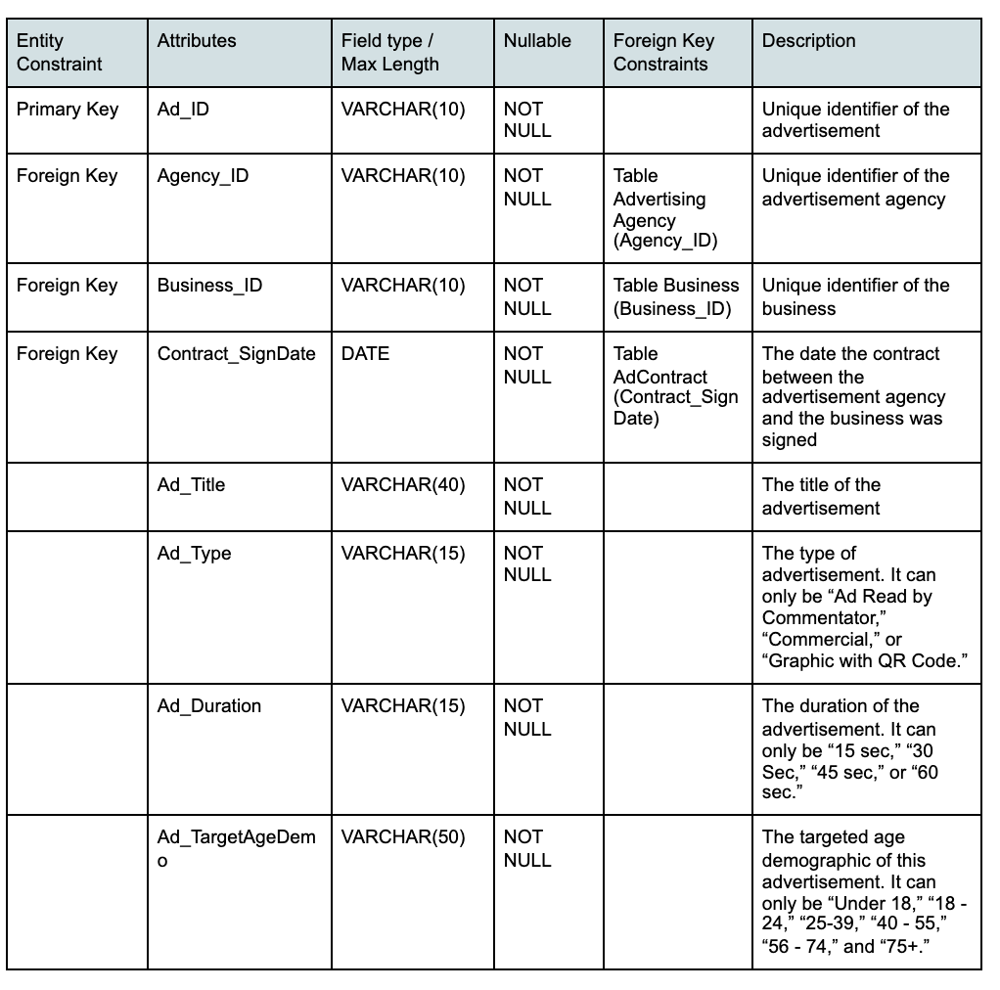 Entity Constraint
Attributes
Field type / Max Length
Nullable
Foreign Key Constraints
Description
Primary Key
Ad_ID
VARCHAR(10)
NOT
NULL
Unique identifier of the
advertisement
Foreign Key
Agency_ID
VARCHAR(10)
NOT
NULL
Table
Advertising
Agency
(Agency_ID)
Unique identifier of the
advertisement agency
Foreign Key
Business_ID
VARCHAR(10)
NOT
NULL
Table Business
(Business_ID)
Unique identifier of the
business
Foreign Key
Contract_SignDate
DATE
NOT
NULL
Table
AdContract
(Contract_Sign
Date)
The date the contract
between the
advertisement agency
and the business was
signed
Ad_Title
VARCHAR(40)
NOT
NULL
The title of the
advertisement
Ad_Type
VARCHAR(15)
NOT
NULL
The type of
advertisement. It can
only be “Ad Read by
Commentator,”
“Commercial,” or
“Graphic with QR Code.”
Ad_Duration
VARCHAR(15)
NOT
NULL
The duration of the
advertisement. It can
only be “15 sec,” “30
Sec,” “45 sec,” or “60
sec.”
Ad_TargetAgeDem
o
VARCHAR(50)
NOT
NULL
The targeted age
demographic of this
advertisement. It can
only be “Under 18,” “18 -
24,” “25-39,” “40 - 55,”
“56 - 74,” and “75+.”